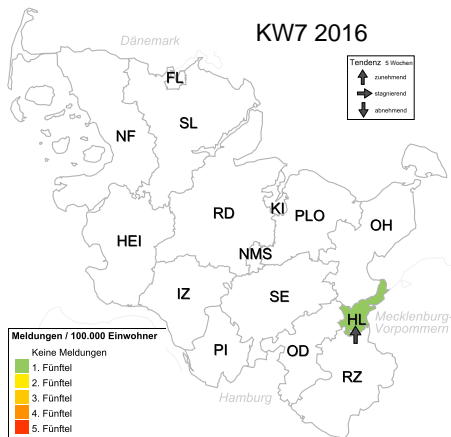 KW7 2016
Dänemark
Tendenz 5 Wochen
zunehmend
stagnierend
abnehmend
FL
SL
NF
RD
KI
PLO
OH
HEI
NMS
IZ
SE
HL
Mecklenburg-
Vorpommern
PI
OD
RZ
Hamburg
Meldungen / 100.000 Einwohner
Keine Meldungen
1. Fünftel
2. Fünftel
3. Fünftel
4. Fünftel
5. Fünftel